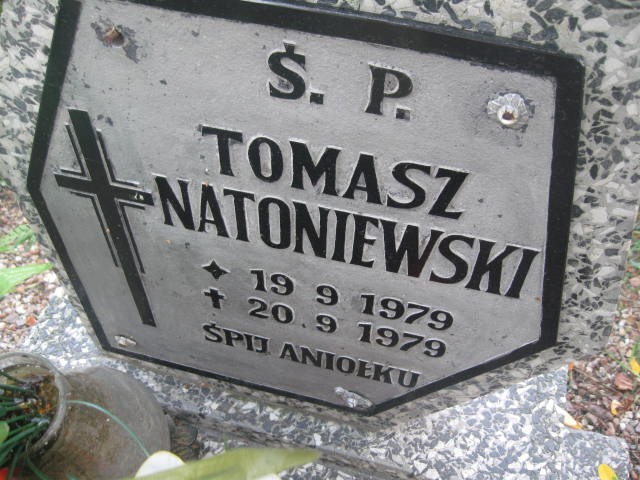 Ś. P.
TOMASZ
NATONIEWSKI
19 9 1979
20.9 1979
ŚPIJ ANIOŁKU